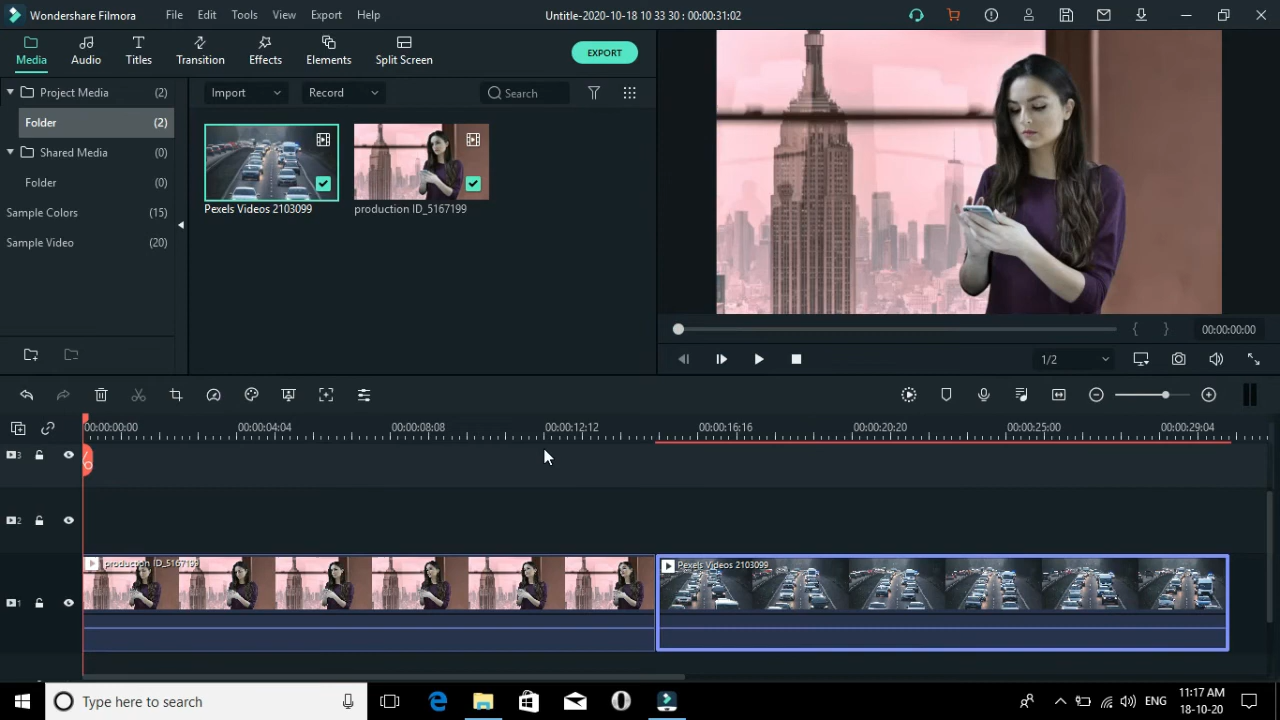 Wondershare Filmora File Edit Tools View Export Help Untitle-2020-10-18 10 33 30 : 00:00:31:02
Media Audio Titles Transition Effects Elements Split Screen EXPORT
Project Media (2)
Folder (2)
Shared Media (0)
Folder (0)
Sample Colors (15)
Sample Video (20)
Import Record Search
Pexels Videos 2103099 production ID_5167199
00:00:00:00
1/2
00:00:00:00 00:00:04:04 00:00:08:08 00:00:12:12 00:00:16:16 00:00:20:20 00:00:25:00 00:00:29:04
3
2
1
production ID_5167199 Pexels Videos 2103099
Type here to search
ENG
11:17 AM
18-10-20